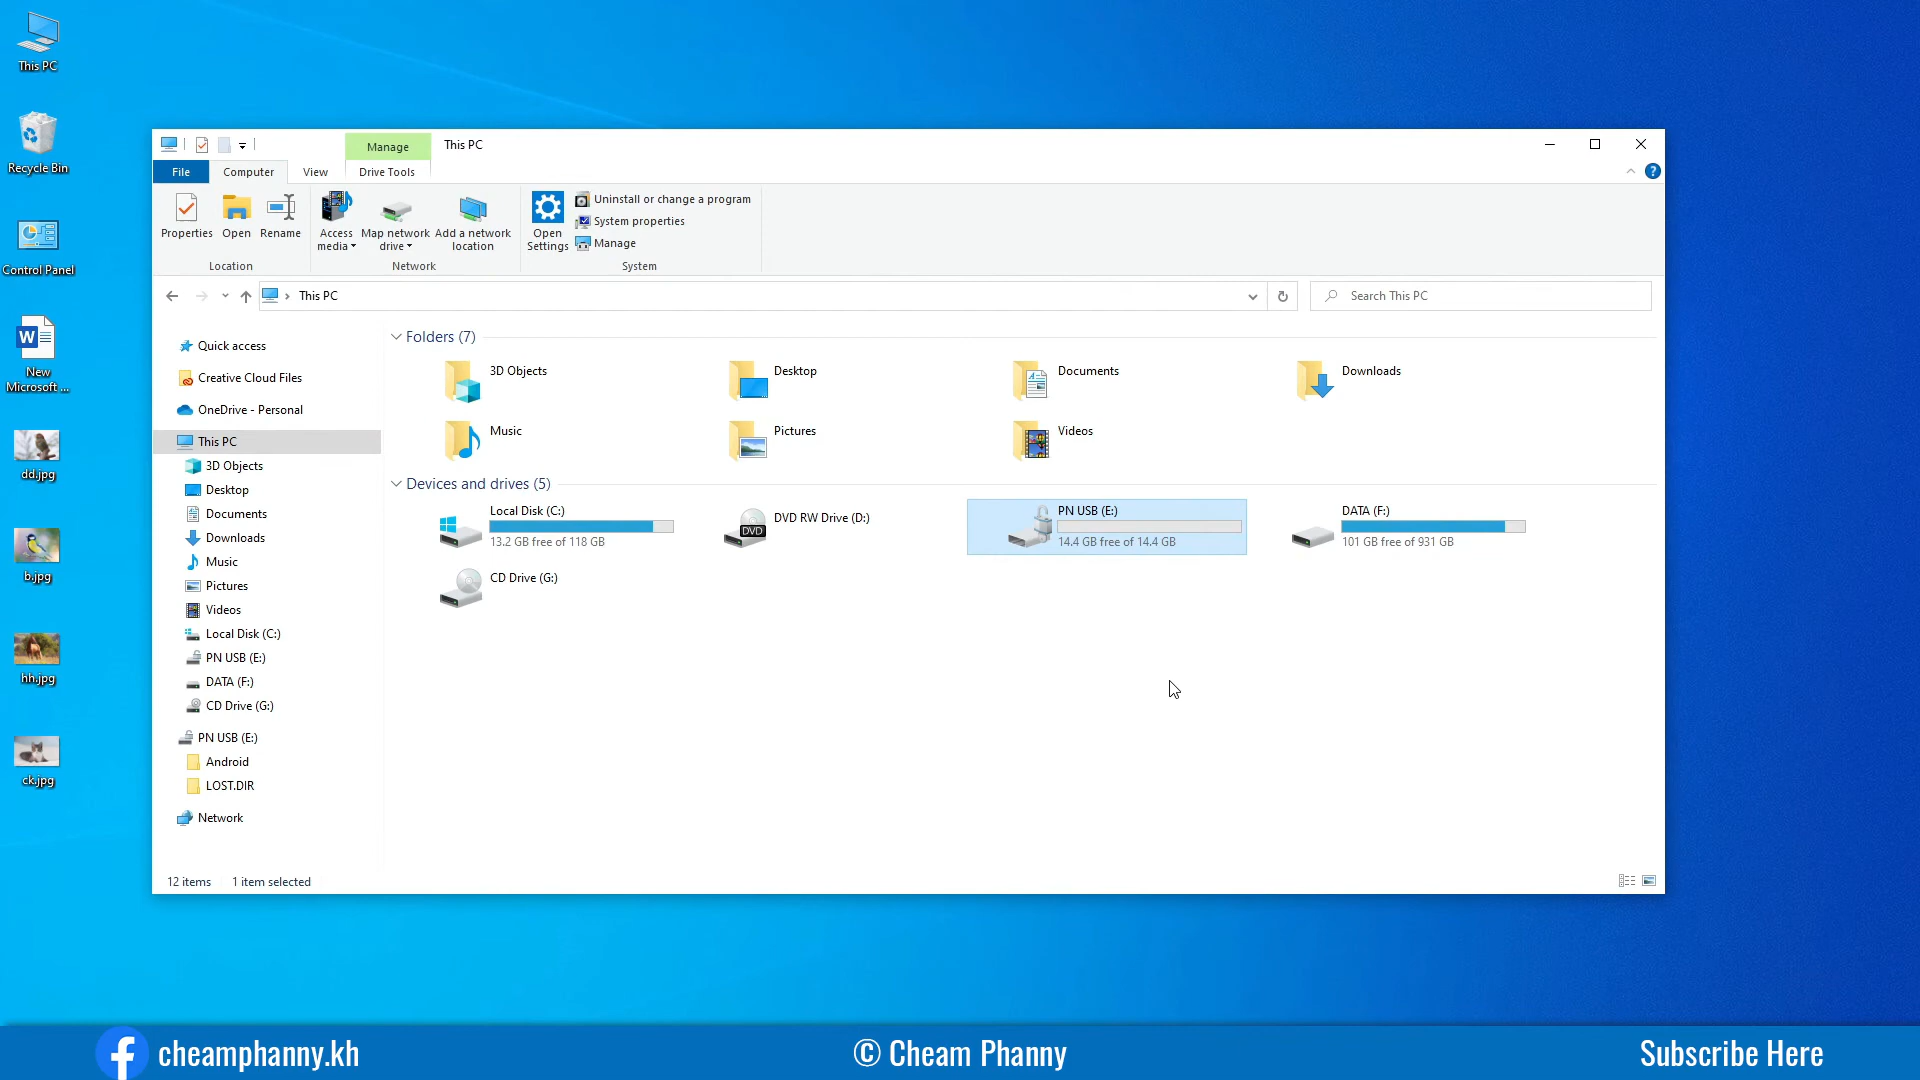 This PC
Recycle Bin
Control Panel
New
Microsoft ...
dd.jpg
b.jpg
hh.jpg
ck.jpg
Manage
This PC
File
Computer
View
Drive Tools
Properties
Open
Rename
Access
media
Map network
drive
Add a network
location
Open
Settings
Uninstall or change a program
System properties
Manage
Location
Network
System
This PC
Search This PC
Quick access
Creative Cloud Files
OneDrive - Personal
This PC
3D Objects
Desktop
Documents
Downloads
Music
Pictures
Videos
Local Disk (C:)
PN USB (E:)
DATA (F:)
CD Drive (G:)
PN USB (E:)
Android
LOST.DIR
Network
Folders (7)
3D Objects
Desktop
Documents
Downloads
Music
Pictures
Videos
Devices and drives (5)
Local Disk (C:)
13.2 GB free of 118 GB
DVD
DVD RW Drive (D:)
PN USB (E:)
14.4 GB free of 14.4 GB
DATA (F:)
101 GB free of 931 GB
CD Drive (G:)
12 items
1 item selected
cheamphanny.kh
© Cheam Phanny
Subscribe Here